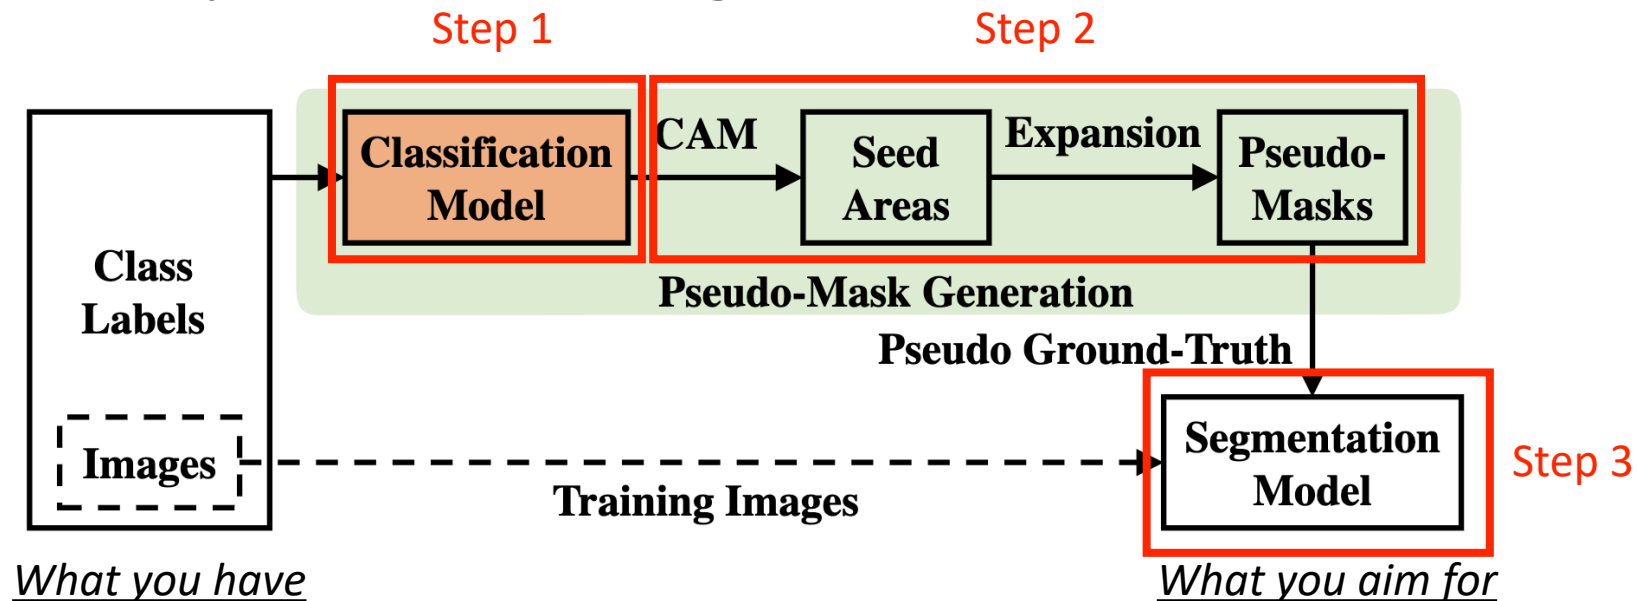 Step 1
Step 2
Classification
Model
CAM
Seed
Areas
Expansion
Pseudo-
Masks
Class
Labels
Pseudo-Mask Generation
Pseudo Ground-Truth
Images
Training Images
Segmentation
Model
Step 3
What you have
What you aim for